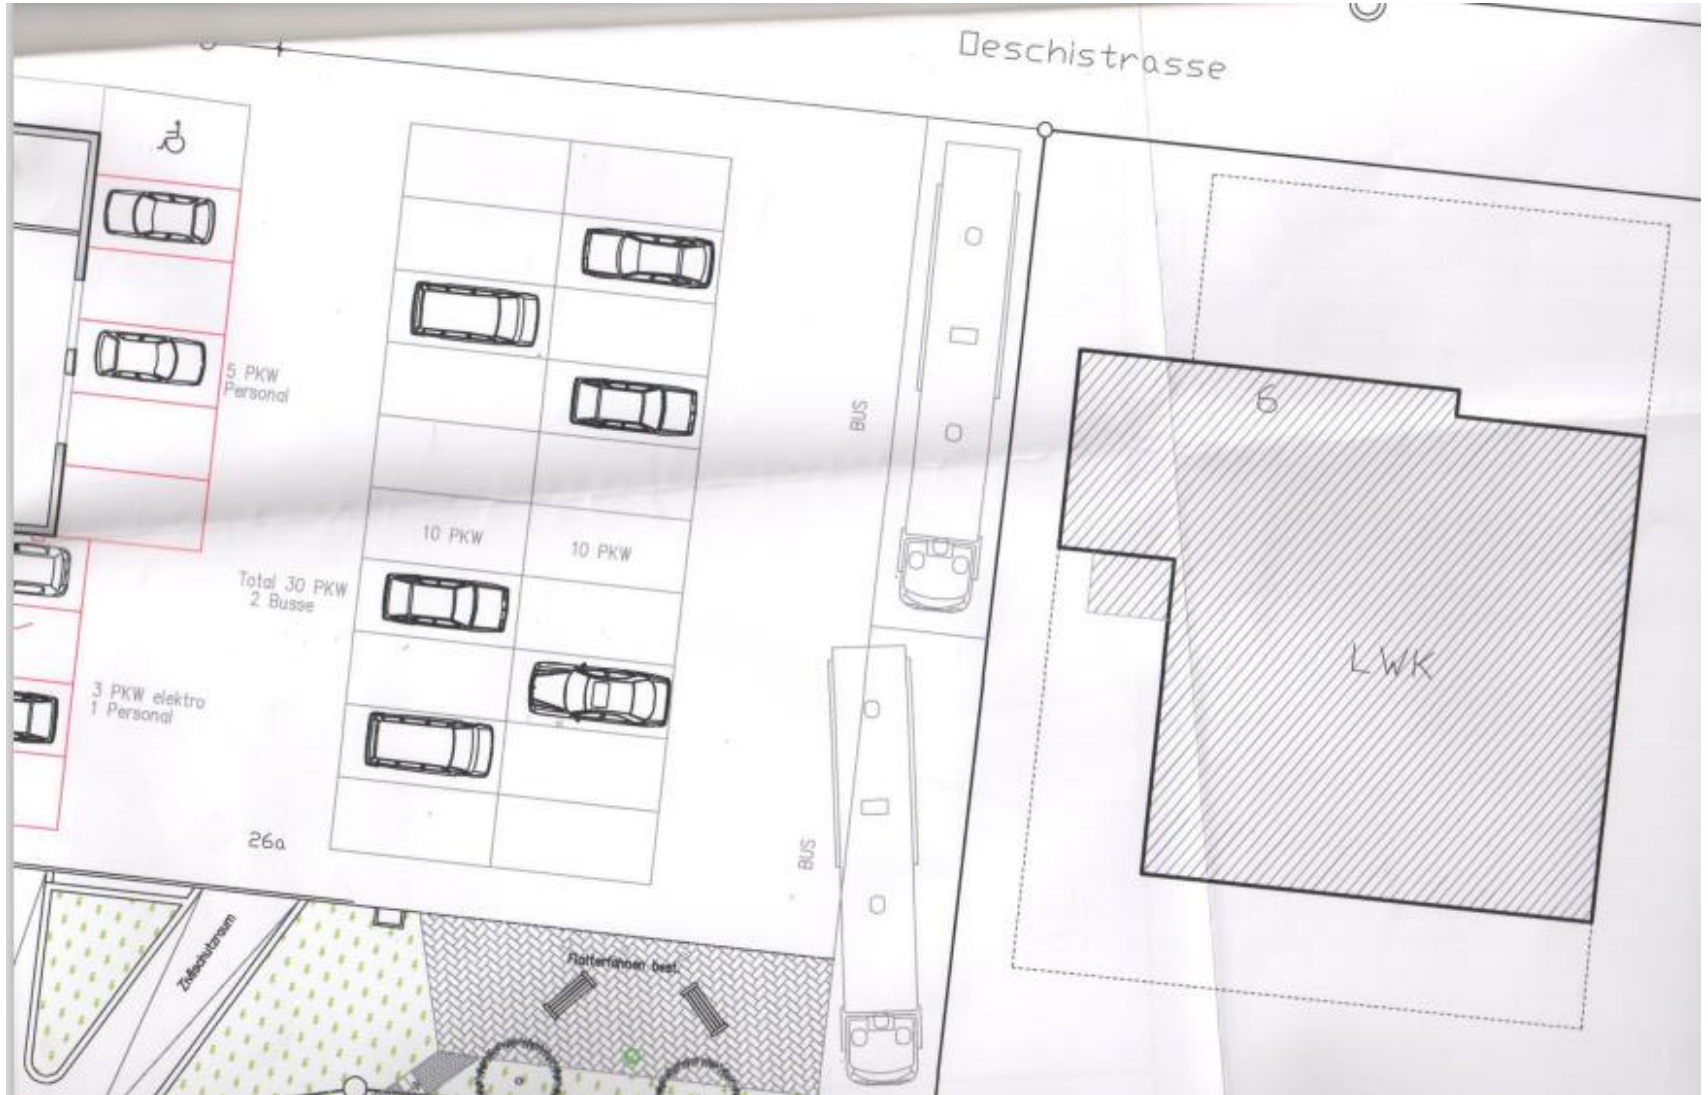 Oeschistrasse
5 PKW
Personal
BUS
6
10 PKW
10 PKW
Total 30 PKW
2 Busse
LWK
3 PKW elektro
1 Personal
26a
BUS
Zivilschutzraum
Flatterfahnen best.